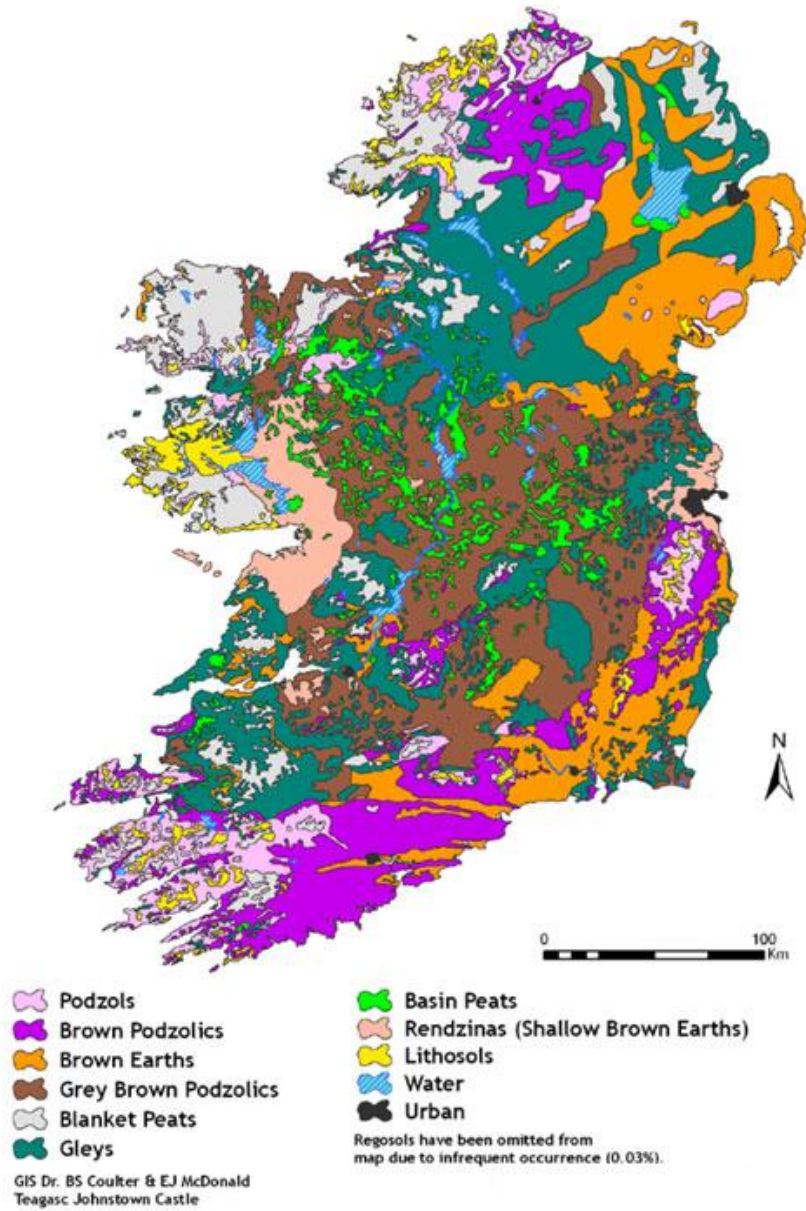 N
0 100
Km
Podzols
Brown Podzolics
Brown Earths
Grey Brown Podzolics
Blanket Peats
Gleys
Basin Peats
Rendzinas (Shallow Brown Earths)
Lithosols
Water
Urban
Regosols have been omitted from
map due to infrequent occurrence (0.03%).
GIS Dr. BS Coulter & EJ McDonald
Teagasc Johnstown Castle